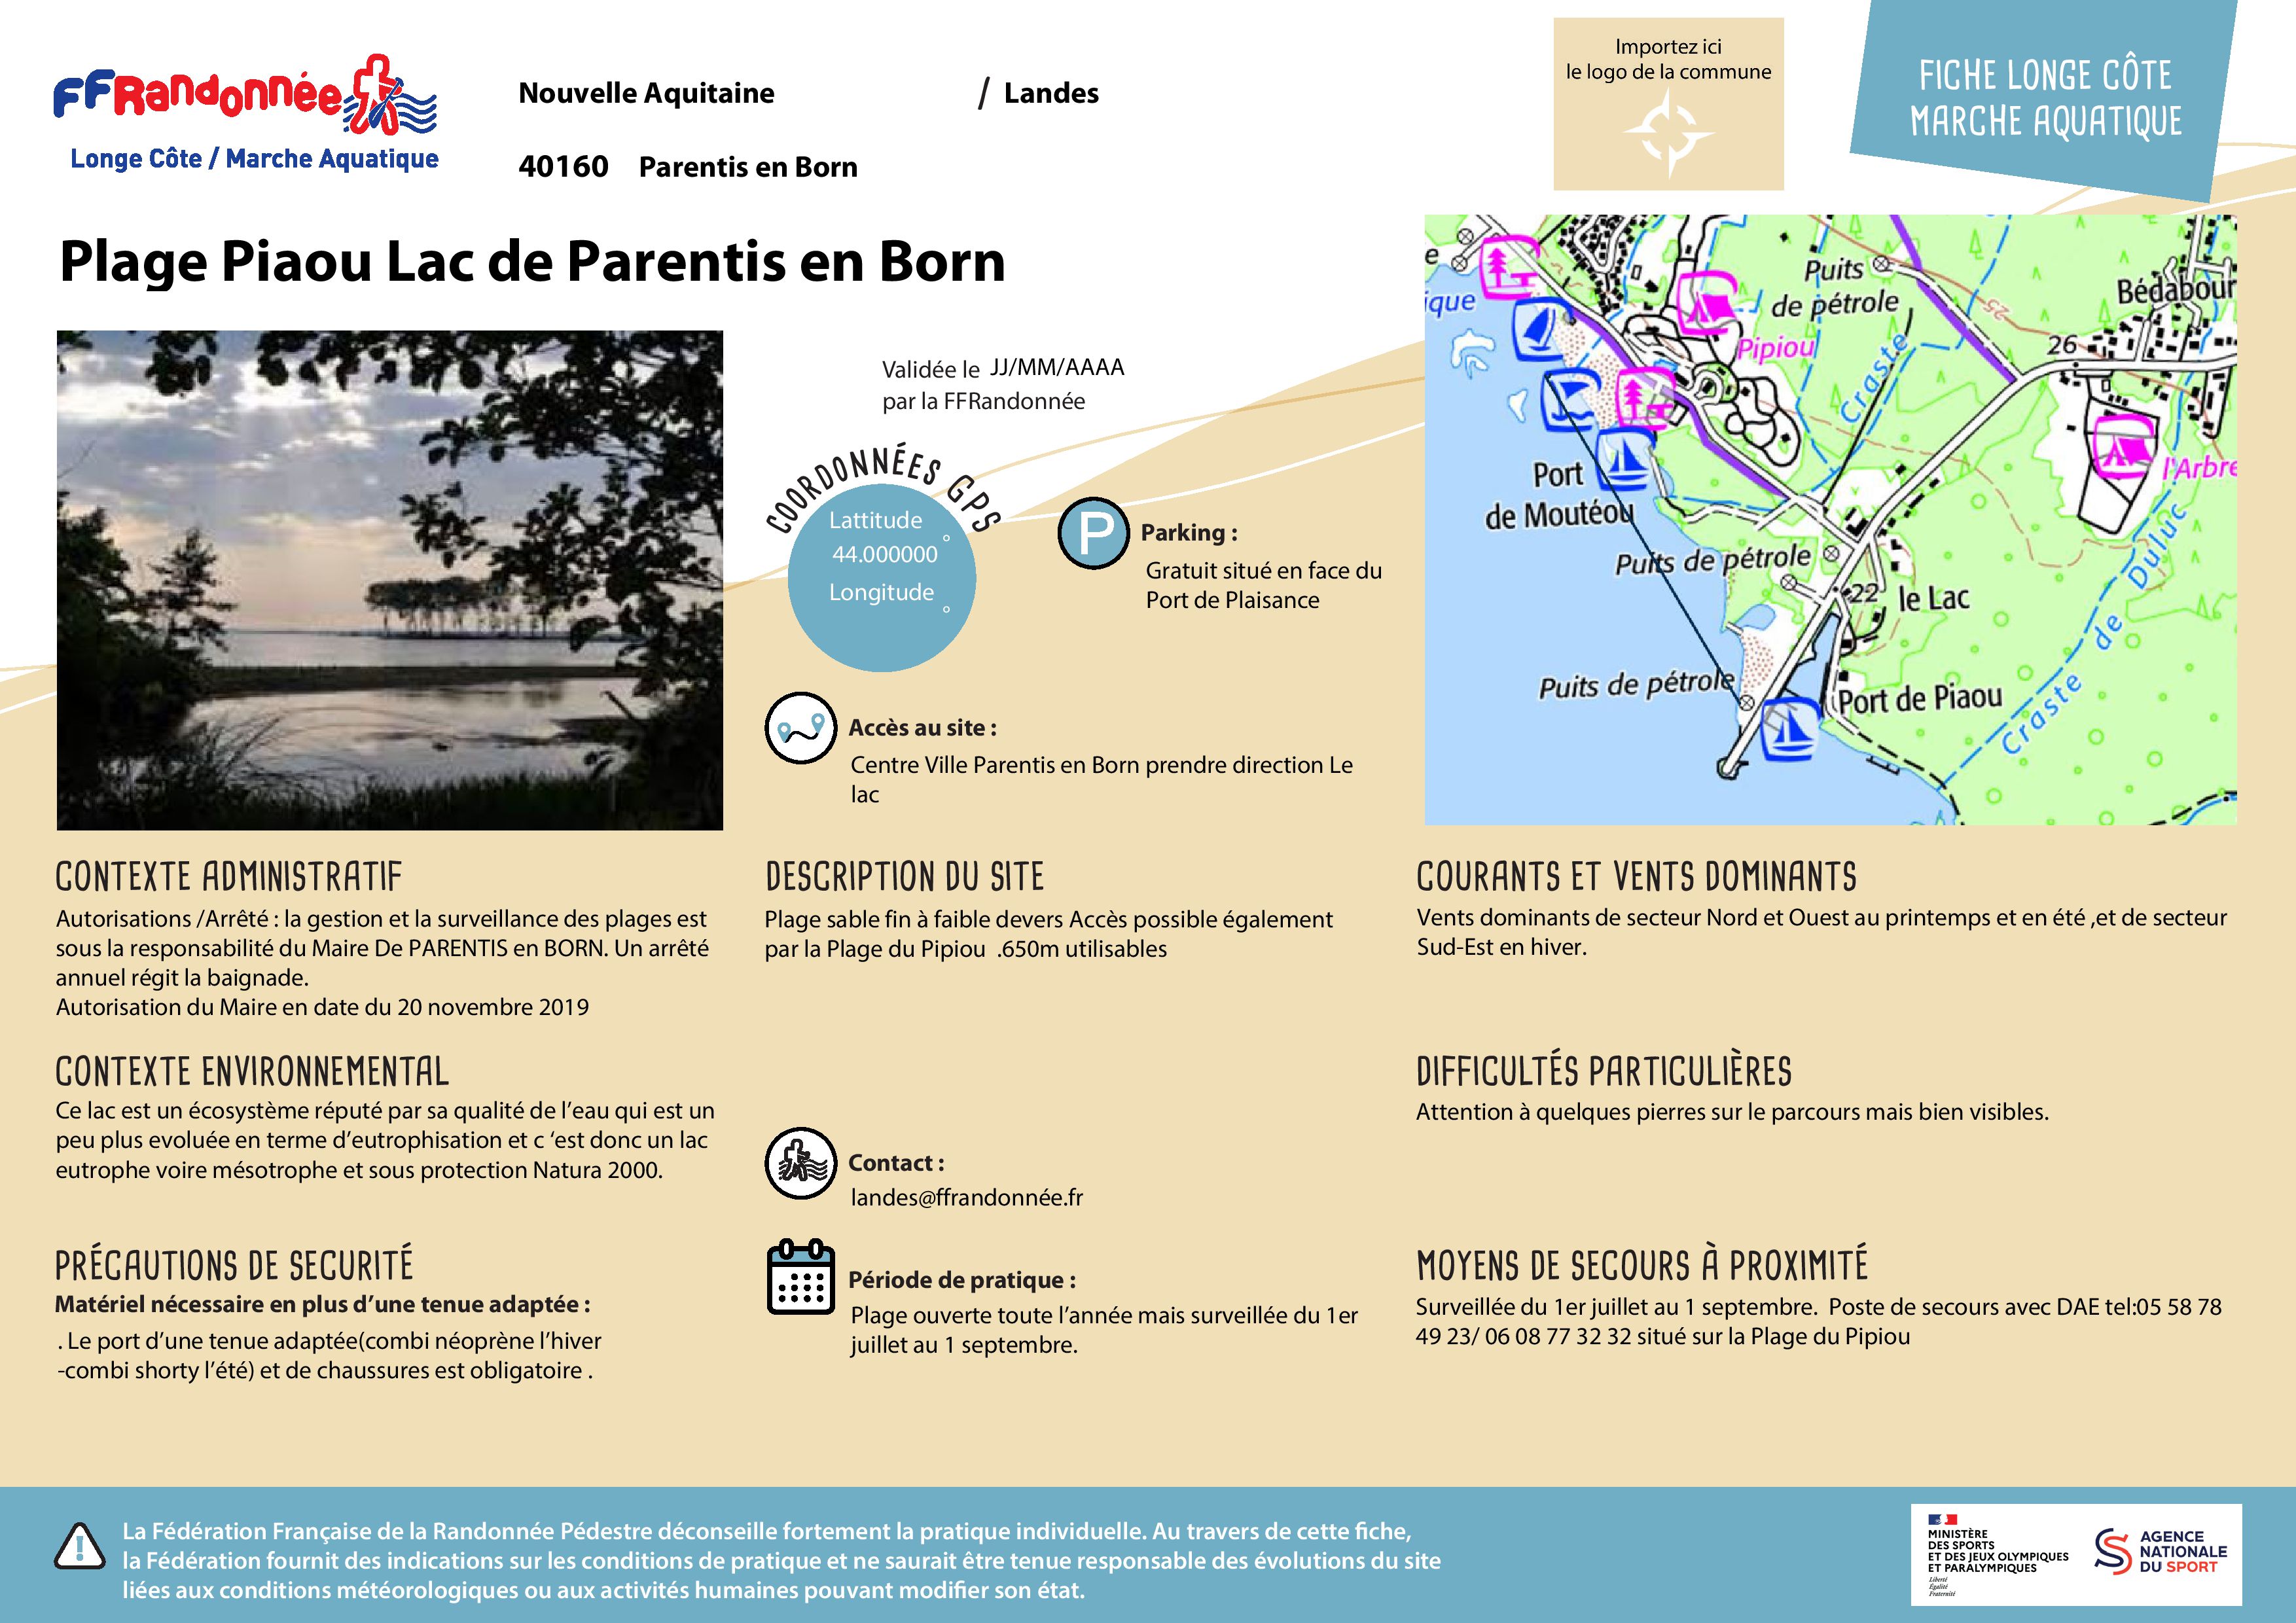 FFRandonnée
Longe Côte / Marche Aquatique
Nouvelle Aquitaine / Landes
40160 Parentis en Born
Importez ici
le logo de la commune
FICHE LONGE CÔTE
MARCHE AQUATIQUE
Plage Piaou Lac de Parentis en Born
Validée le JJ/MM/AAAA
par la FFRandonnée
COORDONNÉES GPS
Lattitude
44.000000 °
Longitude
°
Parking :
Gratuit situé en face du
Port de Plaisance
Accès au site :
Centre Ville Parentis en Born prendre direction Le
lac
e
ique
Puits
de pétrole
Bédabour
25
Pipiou
Craste
26
l'Arbre
Port
de Moutéou
Puits de pétrole
22
le Lac
Craste de Duluc
Puits de pétrole
Port de Piaou
CONTEXTE ADMINISTRATIF
Autorisations /Arrêté : la gestion et la surveillance des plages est
sous la responsabilité du Maire De PARENTIS en BORN. Un arrêté
annuel régit la baignade.
Autorisation du Maire en date du 20 novembre 2019
CONTEXTE ENVIRONNEMENTAL
Ce lac est un écosystème réputé par sa qualité de l'eau qui est un
peu plus evoluée en terme d'eutrophisation et c 'est donc un lac
eutrophe voire mésotrophe et sous protection Natura 2000.
PRÉCAUTIONS DE SECURITÉ
Matériel nécessaire en plus d'une tenue adaptée :
. Le port d'une tenue adaptée(combi néoprène l'hiver
-combi shorty l'été) et de chaussures est obligatoire .
DESCRIPTION DU SITE
Plage sable fin à faible devers Accès possible également
par la Plage du Pipiou .650m utilisables
Contact :
landes@ffrandonnée.fr
Période de pratique :
Plage ouverte toute l'année mais surveillée du 1er
juillet au 1 septembre.
COURANTS ET VENTS DOMINANTS
Vents dominants de secteur Nord et Ouest au printemps et en été ,et de secteur
Sud-Est en hiver.
DIFFICULTÉS PARTICULIÈRES
Attention à quelques pierres sur le parcours mais bien visibles.
MOYENS DE SECOURS À PROXIMITÉ
Surveillée du 1er juillet au 1 septembre. Poste de secours avec DAE tel:05 58 78
49 23/ 06 08 77 32 32 situé sur la Plage du Pipiou
La Fédération Française de la Randonnée Pédestre déconseille fortement la pratique individuelle. Au travers de cette fiche,
la Fédération fournit des indications sur les conditions de pratique et ne saurait être tenue responsable des évolutions du site
liées aux conditions météorologiques ou aux activités humaines pouvant modifier son état.
MINISTÈRE
DES SPORTS
ET DES JEUX OLYMPIQUES
ET PARALYMPIQUES
Liberté
Égalité
Fraternité
AGENCE
NATIONALE
DU SPORT